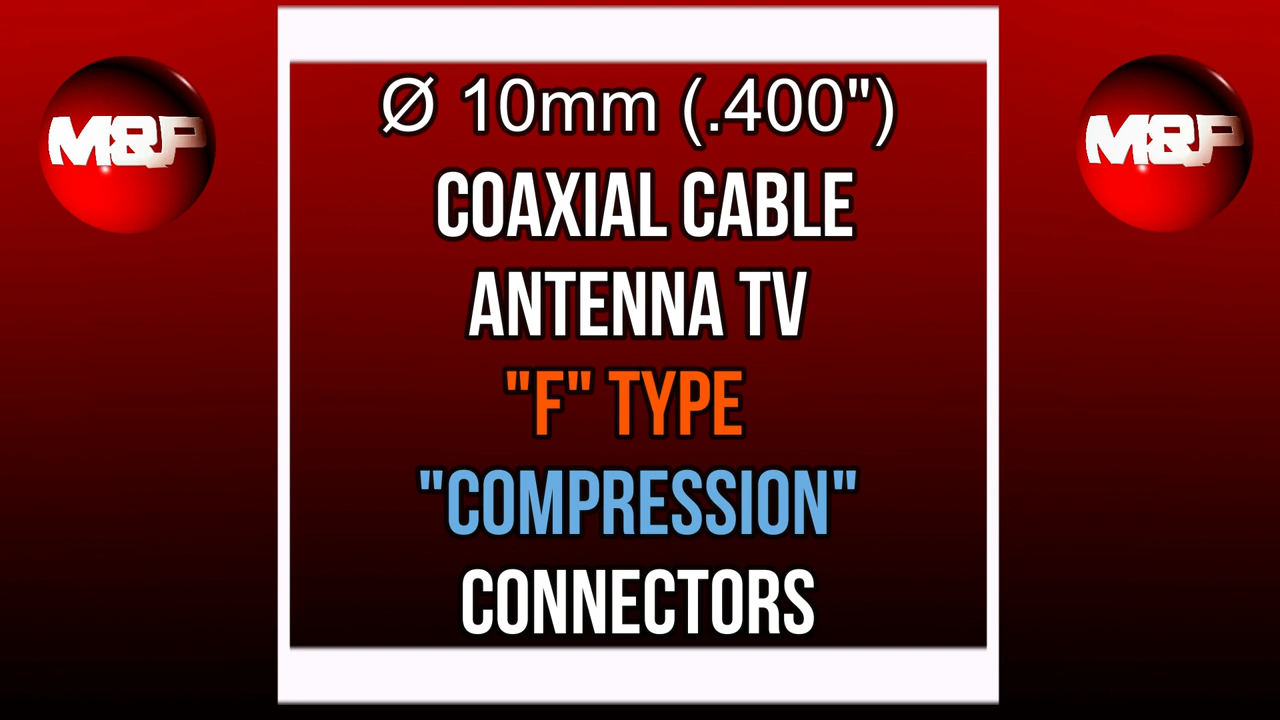 Ø 10mm (.400")
COAXIAL CABLE
ANTENNA TV
"F" TYPE
"COMPRESSION"
CONNECTORS
M&P
M&P